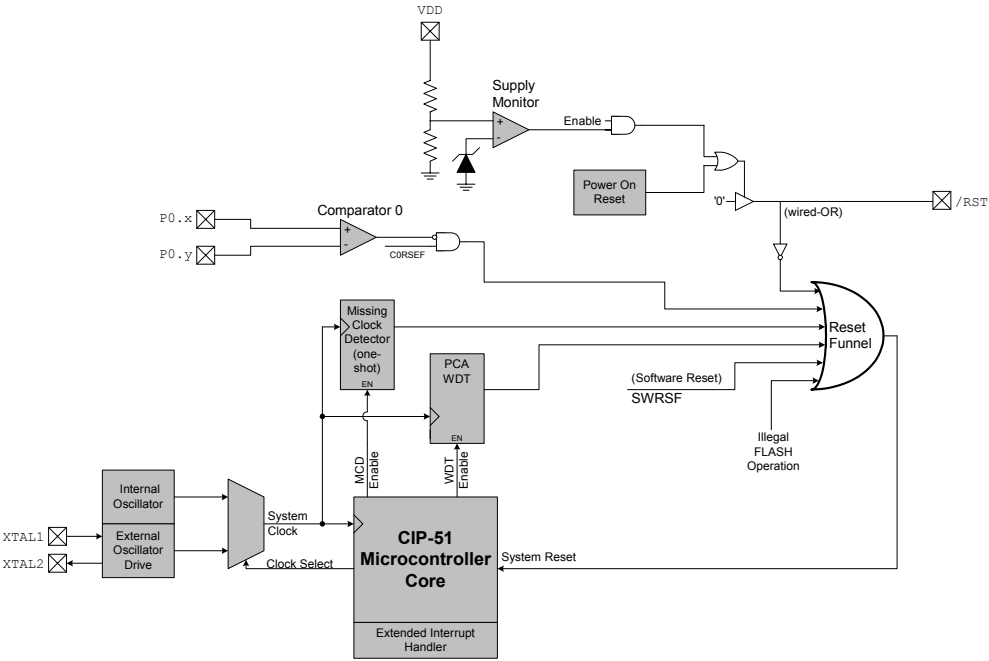 VDD
Supply
Monitor
+
-
Enable
Power On
Reset
'0'
(wired-OR)
/RST
P0.x
P0.y
Comparator 0
+
-
C0RSEF
Missing
Clock
Detector
(one-
shot)
EN
PCA
WDT
EN
Reset
Funnel
(Software Reset)
SWRSF
Illegal
FLASH
Operation
MCD
Enable
WDT
Enable
Internal
Oscillator
External
Oscillator
Drive
XTAL1
XTAL2
System
Clock
Clock Select
CIP-51
Microcontroller
Core
System Reset
Extended Interrupt
Handler